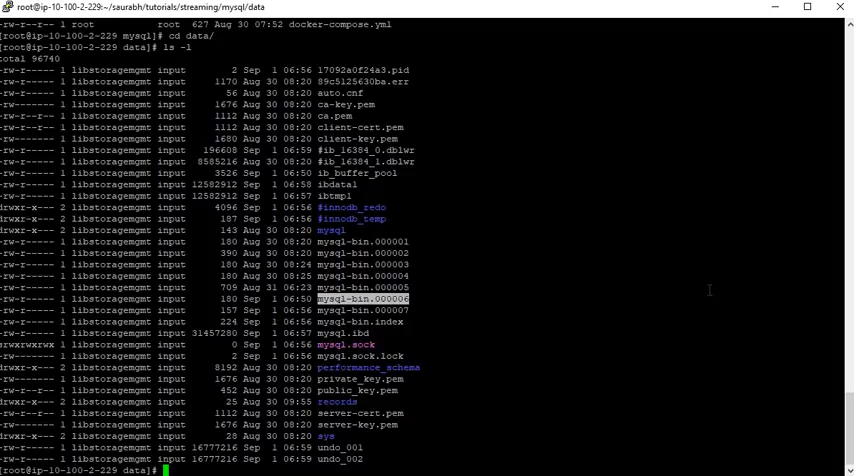 root@ip-10-100-2-229:~/saurabh/tutorials/streaming/mysql/data
-rw-r--r-- 1 root root 627 Aug 30 07:52 docker-compose.yml
[root@ip-10-100-2-229 mysql]# cd data/
[root@ip-10-100-2-229 data]# ls -l
total 96740
-rw-r----- 1 libstoragemgmt input 2 Sep 1 06:56 17092a0f24a3.pid
-rw-r----- 1 libstoragemgmt input 1170 Aug 30 08:20 89c5125630ba.err
-rw-r----- 1 libstoragemgmt input 56 Aug 30 08:20 auto.cnf
-rw-r----- 1 libstoragemgmt input 1676 Aug 30 08:20 ca-key.pem
-rw-r--r-- 1 libstoragemgmt input 1112 Aug 30 08:20 ca.pem
-rw-r--r-- 1 libstoragemgmt input 1112 Aug 30 08:20 client-cert.pem
-rw-r----- 1 libstoragemgmt input 1680 Aug 30 08:20 client-key.pem
-rw-r----- 1 libstoragemgmt input 196608 Sep 1 06:59 #ib_16384_0.dblwr
-rw-r----- 1 libstoragemgmt input 8585216 Aug 30 08:20 #ib_16384_1.dblwr
-rw-r----- 1 libstoragemgmt input 3526 Sep 1 06:50 ib_buffer_pool
-rw-r----- 1 libstoragemgmt input 12582912 Sep 1 06:58 ibdata1
-rw-r----- 1 libstoragemgmt input 12582912 Sep 1 06:57 ibtmp1
drwxr-x--- 2 libstoragemgmt input 4096 Sep 1 06:56 #innodb_redo
drwxr-x--- 2 libstoragemgmt input 187 Sep 1 06:56 #innodb_temp
drwxr-x--- 2 libstoragemgmt input 143 Aug 30 08:20 mysql
-rw-r----- 1 libstoragemgmt input 180 Aug 30 08:20 mysql-bin.000001
-rw-r----- 1 libstoragemgmt input 390 Aug 30 08:20 mysql-bin.000002
-rw-r----- 1 libstoragemgmt input 180 Aug 30 08:24 mysql-bin.000003
-rw-r----- 1 libstoragemgmt input 180 Aug 30 08:25 mysql-bin.000004
-rw-r----- 1 libstoragemgmt input 709 Aug 31 06:23 mysql-bin.000005
-rw-r----- 1 libstoragemgmt input 180 Sep 1 06:50 mysql-bin.000006
-rw-r----- 1 libstoragemgmt input 157 Sep 1 06:56 mysql-bin.000007
-rw-r----- 1 libstoragemgmt input 224 Sep 1 06:56 mysql-bin.index
-rw-r----- 1 libstoragemgmt input 31457280 Sep 1 06:57 mysql.ibd
srwxrwxrwx 1 libstoragemgmt input 0 Sep 1 06:56 mysql.sock
-rw------- 1 libstoragemgmt input 2 Sep 1 06:56 mysql.sock.lock
drwxr-x--- 2 libstoragemgmt input 8192 Aug 30 08:20 performance_schema
-rw------- 1 libstoragemgmt input 1676 Aug 30 08:20 private_key.pem
-rw-r--r-- 1 libstoragemgmt input 452 Aug 30 08:20 public_key.pem
drwxr-x--- 2 libstoragemgmt input 25 Aug 30 09:55 records
-rw-r--r-- 1 libstoragemgmt input 1112 Aug 30 08:20 server-cert.pem
-rw------- 1 libstoragemgmt input 1676 Aug 30 08:20 server-key.pem
drwxr-x--- 2 libstoragemgmt input 28 Aug 30 08:20 sys
-rw-r----- 1 libstoragemgmt input 16777216 Sep 1 06:59 undo_001
-rw-r----- 1 libstoragemgmt input 16777216 Sep 1 06:59 undo_002
[root@ip-10-100-2-229 data]#